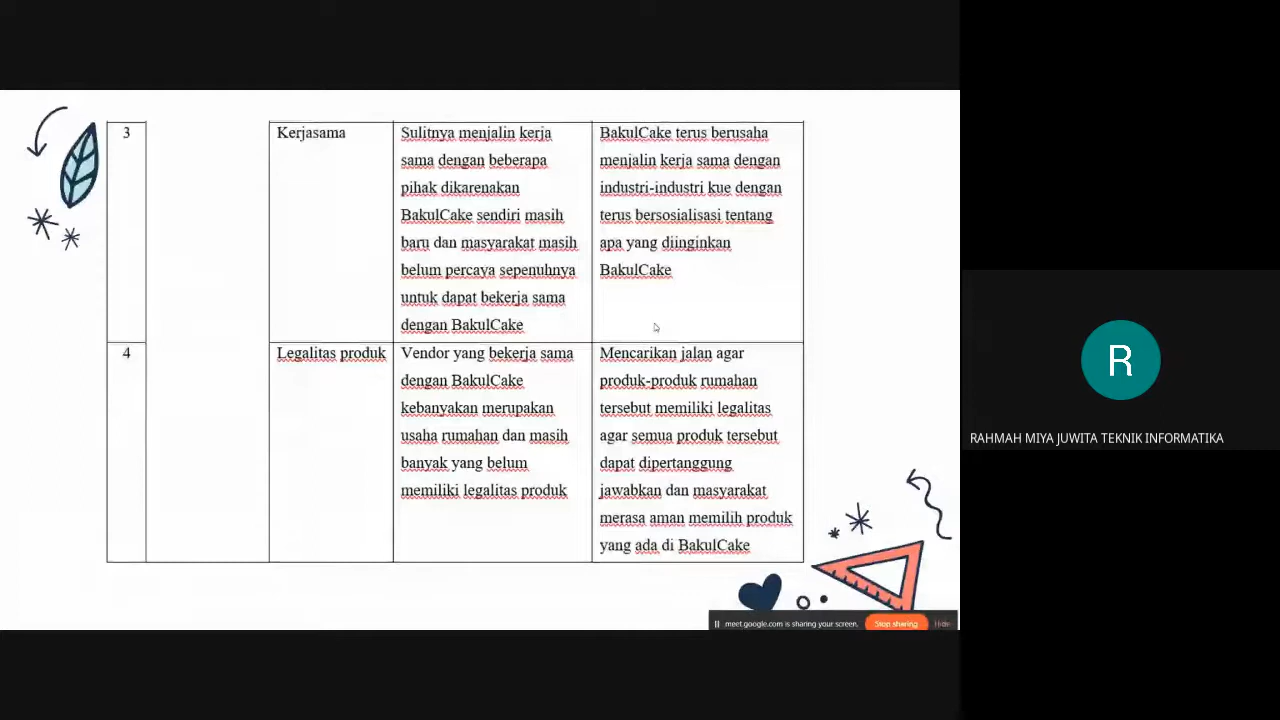 3
Kerjasama
Sulitnya menjalin kerja
sama dengan beberapa
pihak dikarenakan
BakulCake sendiri masih
baru dan masyarakat masih
belum percaya sepenuhnya
untuk dapat bekerja sama
dengan BakulCake
BakulCake terus berusaha
menjalin kerja sama dengan
industri-industri kue dengan
terus bersosialisasi tentang
apa yang diinginkan
BakulCake
4
Legalitas produk
Vendor yang bekerja sama
dengan BakulCake
kebanyakan merupakan
usaha rumahan dan masih
banyak yang belum
memiliki legalitas produk
Mencarikan jalan agar
produk-produk rumahan
tersebut memiliki legalitas
agar semua produk tersebut
dapat dipertanggung
jawabkan dan masyarakat
merasa aman memilih produk
yang ada di BakulCake
R
RAHMAH MIYA JUWITA TEKNIK INFORMATIKA
meet.google.com is sharing your screen.
Stop sharing
Hide